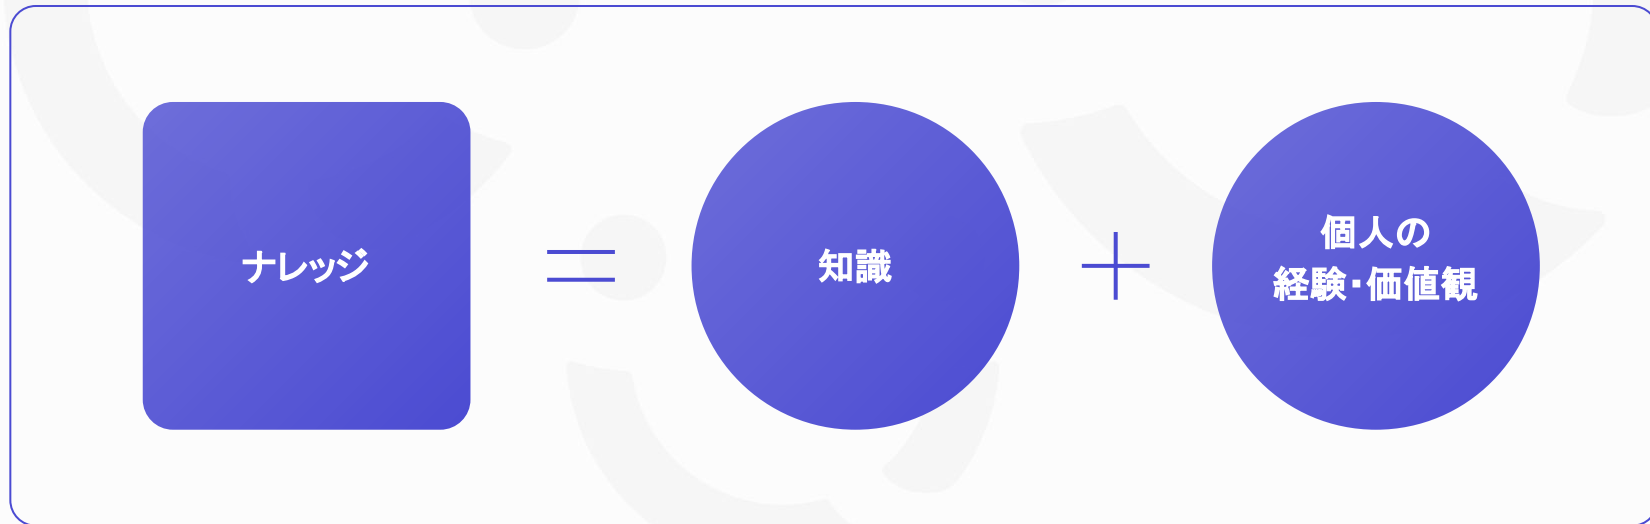 ナレッジ
知識
個人の
経験・価値観